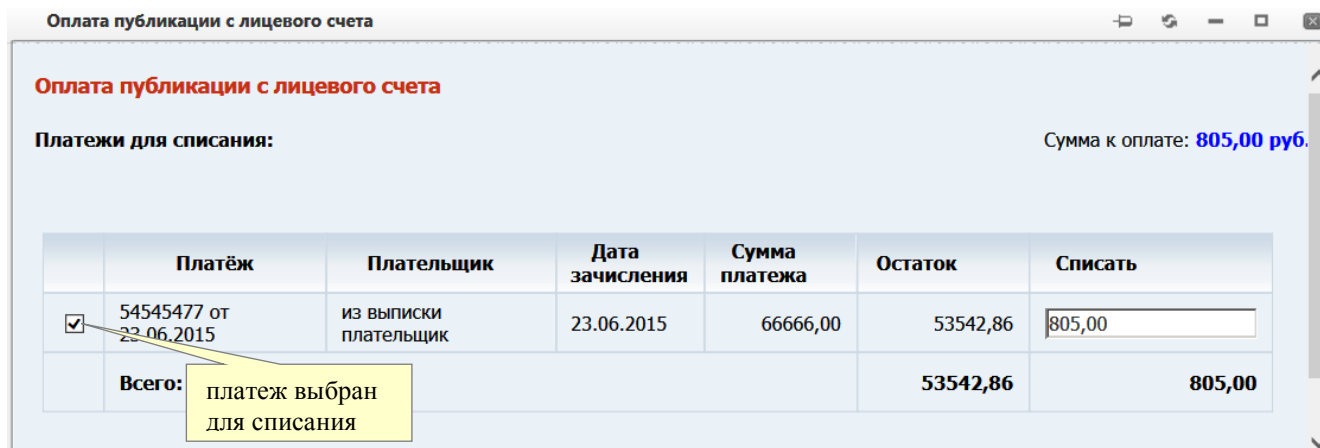 Оплата публикации с лицевого счета
Оплата публикации с лицевого счета
Платежи для списания:
Сумма к оплате: 805,00 руб.
Платёж Плательщик Дата зачисления Сумма платежа Остаток Списать
54545477 от 23.06.2015 из выписки плательщик 23.06.2015 66666,00 53542,86 805,00
Всего: 53542,86 805,00
платеж выбран
для списания